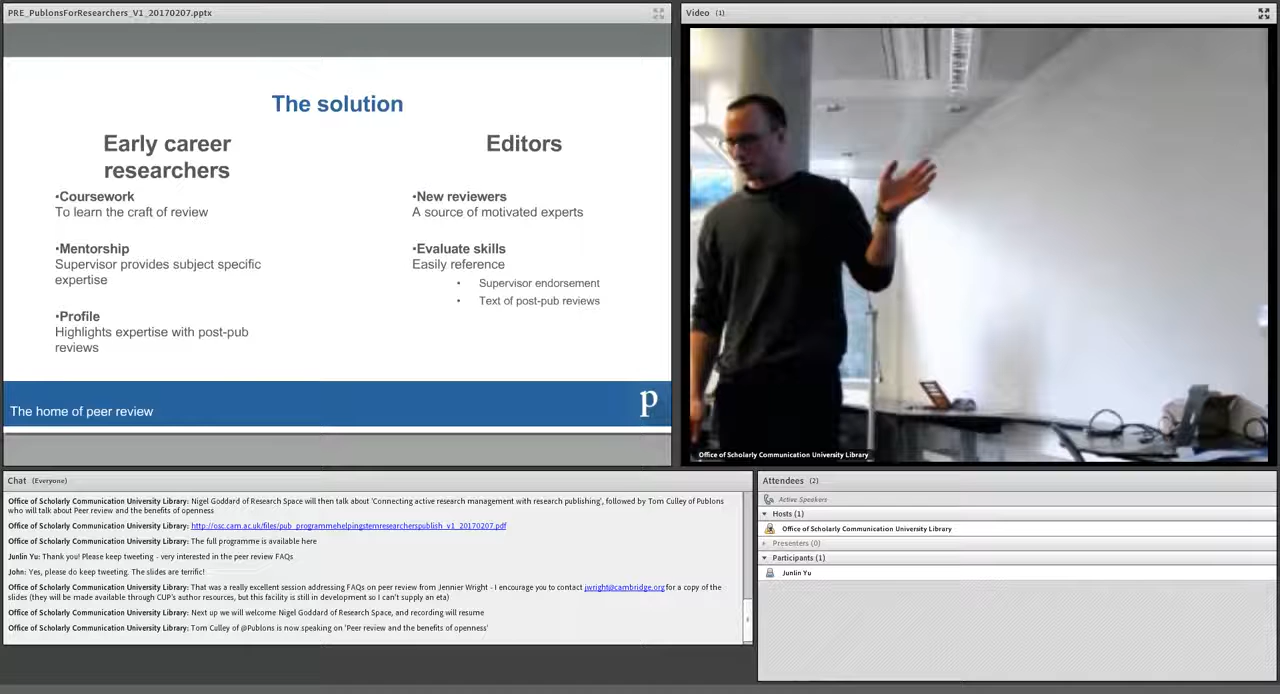 PRE_PublonsForResearchers_V1_20170207.pptx
The solution
Early career
researchers
•Coursework
To learn the craft of review
•Mentorship
Supervisor provides subject specific
expertise
•Profile
Highlights expertise with post-pub
reviews
Editors
•New reviewers
A source of motivated experts
•Evaluate skills
Easily reference
• Supervisor endorsement
• Text of post-pub reviews
The home of peer review
p
Video (1)
Office of Scholarly Communication University Library
Chat (Everyone)
Office of Scholarly Communication University Library: Nigel Goddard of Research Space will then talk about 'Connecting active research management with research publishing', followed by Tom Culley of Publons
who will talk about Peer review and the benefits of openness
Office of Scholarly Communication University Library: http://osc.cam.ac.uk/files/pub_programmehelpingstemresearcherspublish_v1_20170207.pdf
Office of Scholarly Communication University Library: The full programme is available here
Junlin Yu: Thank you! Please keep tweeting - very interested in the peer review FAQs
John: Yes, please do keep tweeting. The slides are terrific!
Office of Scholarly Communication University Library: That was a really excellent session addressing FAQs on peer review from Jennier Wright - I encourage you to contact jwright@cambridge.org for a copy of the
slides (they will be made available through CUP's author resources, but this facility is still in development so I can't supply an eta)
Office of Scholarly Communication University Library: Next up we will welcome Nigel Goddard of Research Space, and recording will resume
Office of Scholarly Communication University Library: Tom Culley of @Publons is now speaking on 'Peer review and the benefits of openness'
Attendees (2)
Active Speakers
Hosts (1)
Office of Scholarly Communication University Library
Presenters (0)
Participants (1)
Junlin Yu